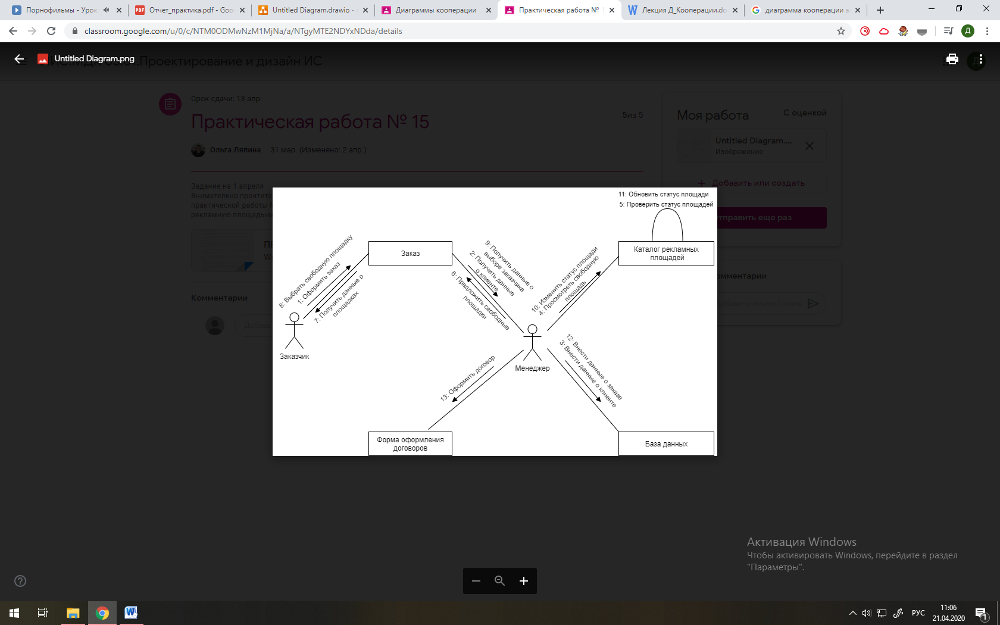 Порнофильмы - Урок
Отчет_практика.pdf - Goo
Untitled Diagram.drawio -
Диаграммы кооперации
Практическая работа № 1
Лекция Д_Кооперации.do
диаграмма кооперации а
classroom.google.com/u/0/c/NTM0ODMwNzM1MjNa/a/NTgyMTE2NDYxNDda/details
Д
Untitled Diagram.png
Проектирование и дизайн ИС
Срок сдачи: 13 апр.
Практическая работа № 15
5из 5
Ольга Ляпина 31 мар. (Изменено: 2 апр.)
Задание на 1 апреля
Внимательно прочтите
практической работы
рекламную площадь»м
Комментарии
Моя работа
С оценкой
Untitled Diagram....
Изображение
Добавить или создать
тправить еще раз
омментарии
11: Обновить статус площади
5: Проверить статус площадей
Заказ
Каталог рекламных
площадей
8: Выбрать свободную площадку
1: Оформить заказ
7: Получить данные о
площадках
9: Получить данные о
выборе заказчика
2: Получить данные
о клиенте
6: Предложить свободные
площадки
10: Изменить статус площади
4: Просмотреть свободную
площадь
Заказчик
Менеджер
12: Внести данные о заказе
3: Внести данные о клиенте
13: Оформить договор
Форма оформления
договоров
База данных
Активация Windows
Чтобы активировать Windows, перейдите в раздел
"Параметры".
РУС
11:06
21.04.2020
1